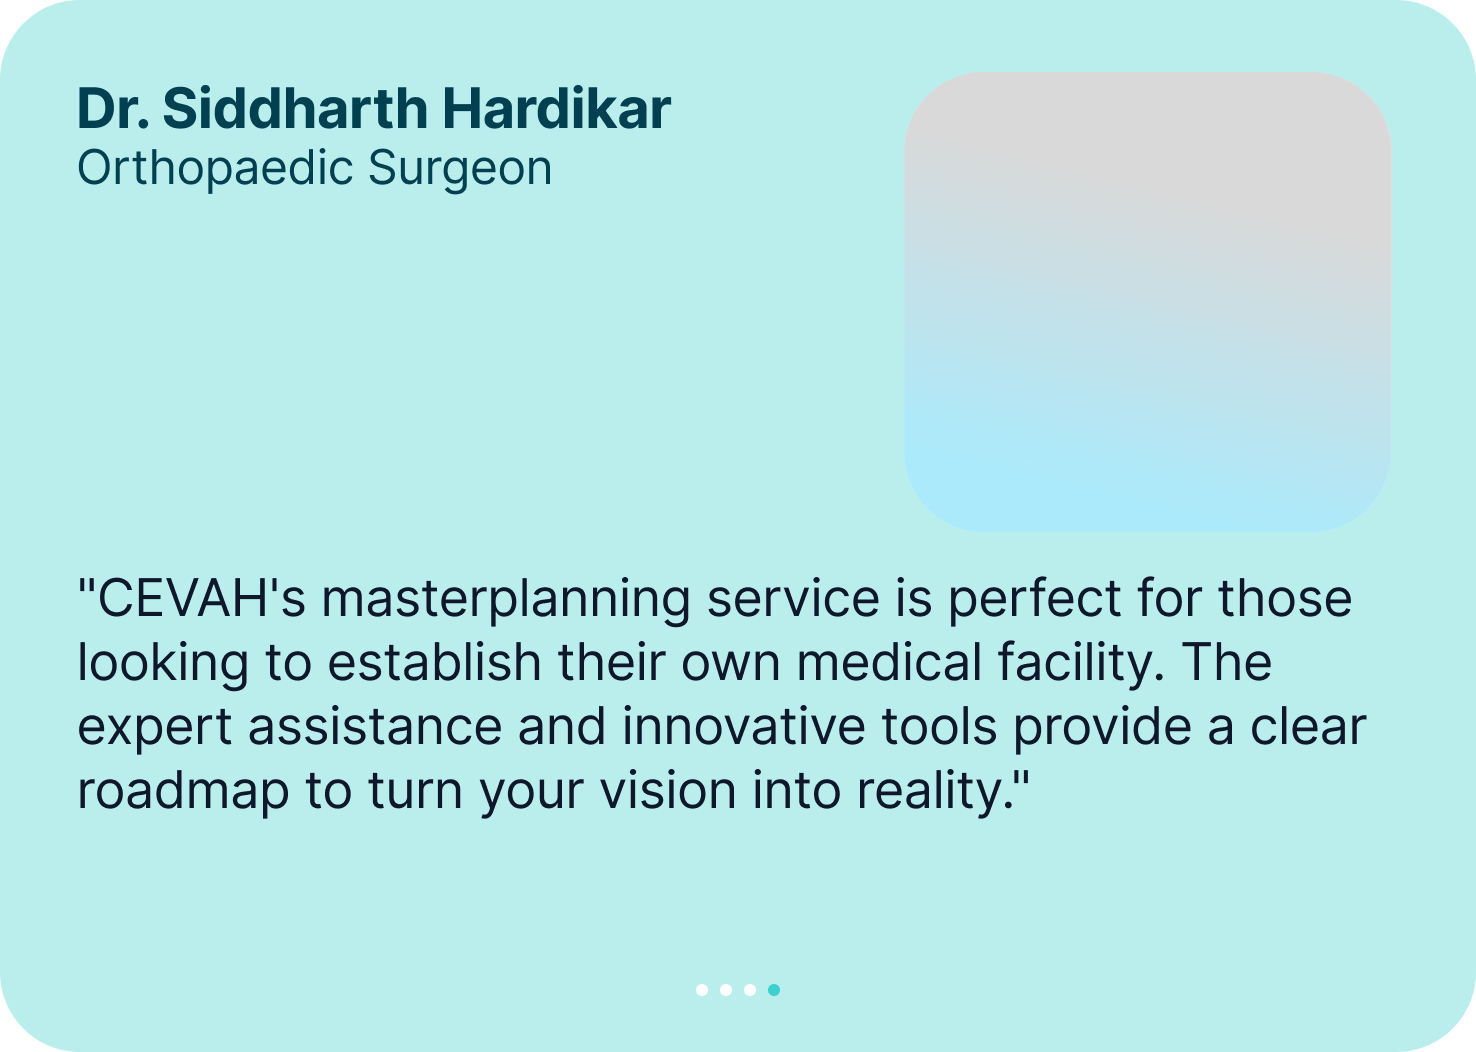 Dr. Siddharth Hardikar
Orthopaedic Surgeon
"CEVAH's masterplanning service is perfect for those
looking to establish their own medical facility. The
expert assistance and innovative tools provide a clear
roadmap to turn your vision into reality."